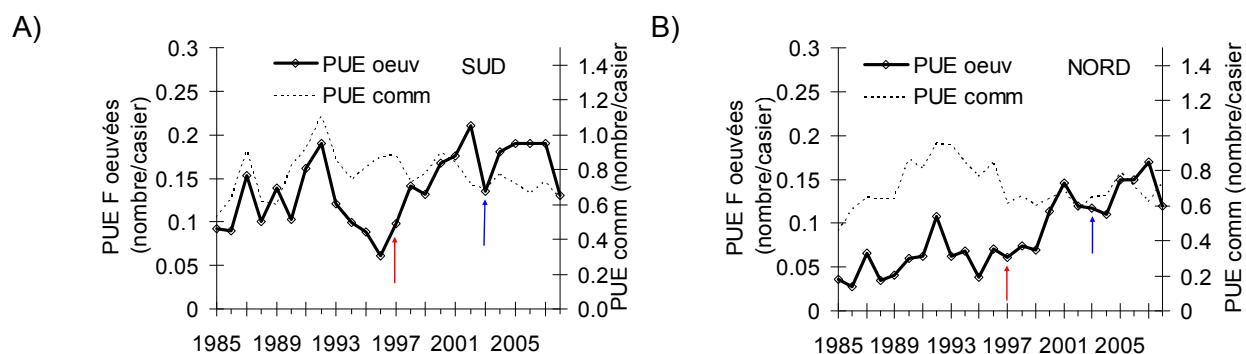 A)
PUE F oeuvées
(nombre/casier)
0.3
0.25
0.2
0.15
0.1
0.05
0
PUE oeuv
SUD
PUE comm
1.4
1.2
1.0
0.8
0.6
0.4
0.2
0.0
PUE comm (nombre/casier
1985 1989 1993 1997 2001 2005
B)
PUE F oeuvées
(nombre/casier)
0.3
0.25
0.2
0.15
0.1
0.05
0
PUE oeuv
NORD
PUE comm
1.4
1.2
1
0.8
0.6
0.4
0.2
0
PUE comm (nombre/casier
1985 1989 1993 1997 2001 2005